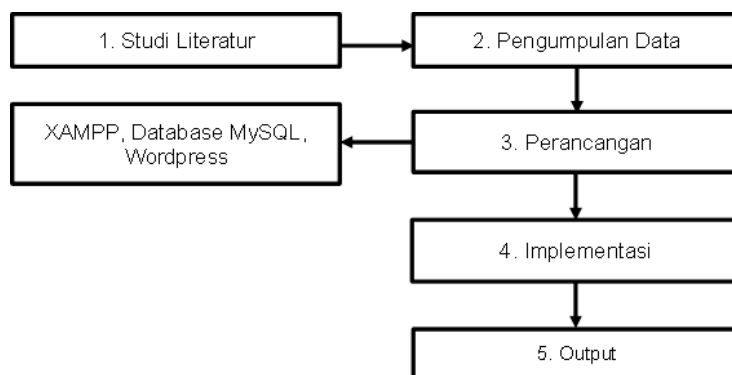 1. Studi Literatur
2. Pengumpulan Data
XAMPP, Database MySQL,
Wordpress
3. Perancangan
4. Implementasi
5. Output